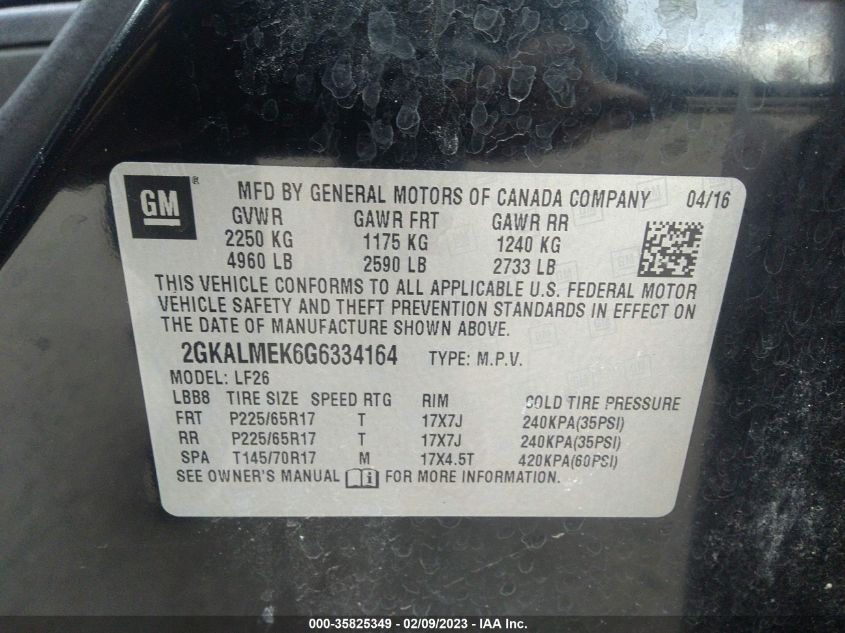 GM ® MFD BY GENERAL MOTORS OF CANADA COMPANY 04/16
GVWR GAWR FRT GAWR RR
2250 KG 1175 KG 1240 KG
4960 LB 2590 LB 2733 LB
THIS VEHICLE CONFORMS TO ALL APPLICABLE U.S. FEDERAL MOTOR
VEHICLE SAFETY AND THEFT PREVENTION STANDARDS IN EFFECT ON
THE DATE OF MANUFACTURE SHOWN ABOVE.
2GKALMEK6G6334164 TYPE: M.P.V.
MODEL: LF26
LBB8 TIRE SIZE SPEED RTG RIM COLD TIRE PRESSURE
FRT P225/65R17 T 17X7J 240KPA(35PSI)
RR P225/65R17 T 17X7J 240KPA(35PSI)
SPA T145/70R17 M 17X4.5T 420KPA(60PSI)
SEE OWNER'S MANUAL i FOR MORE INFORMATION.
000-35825349 - 02/09/2023 - IAAI Inc.